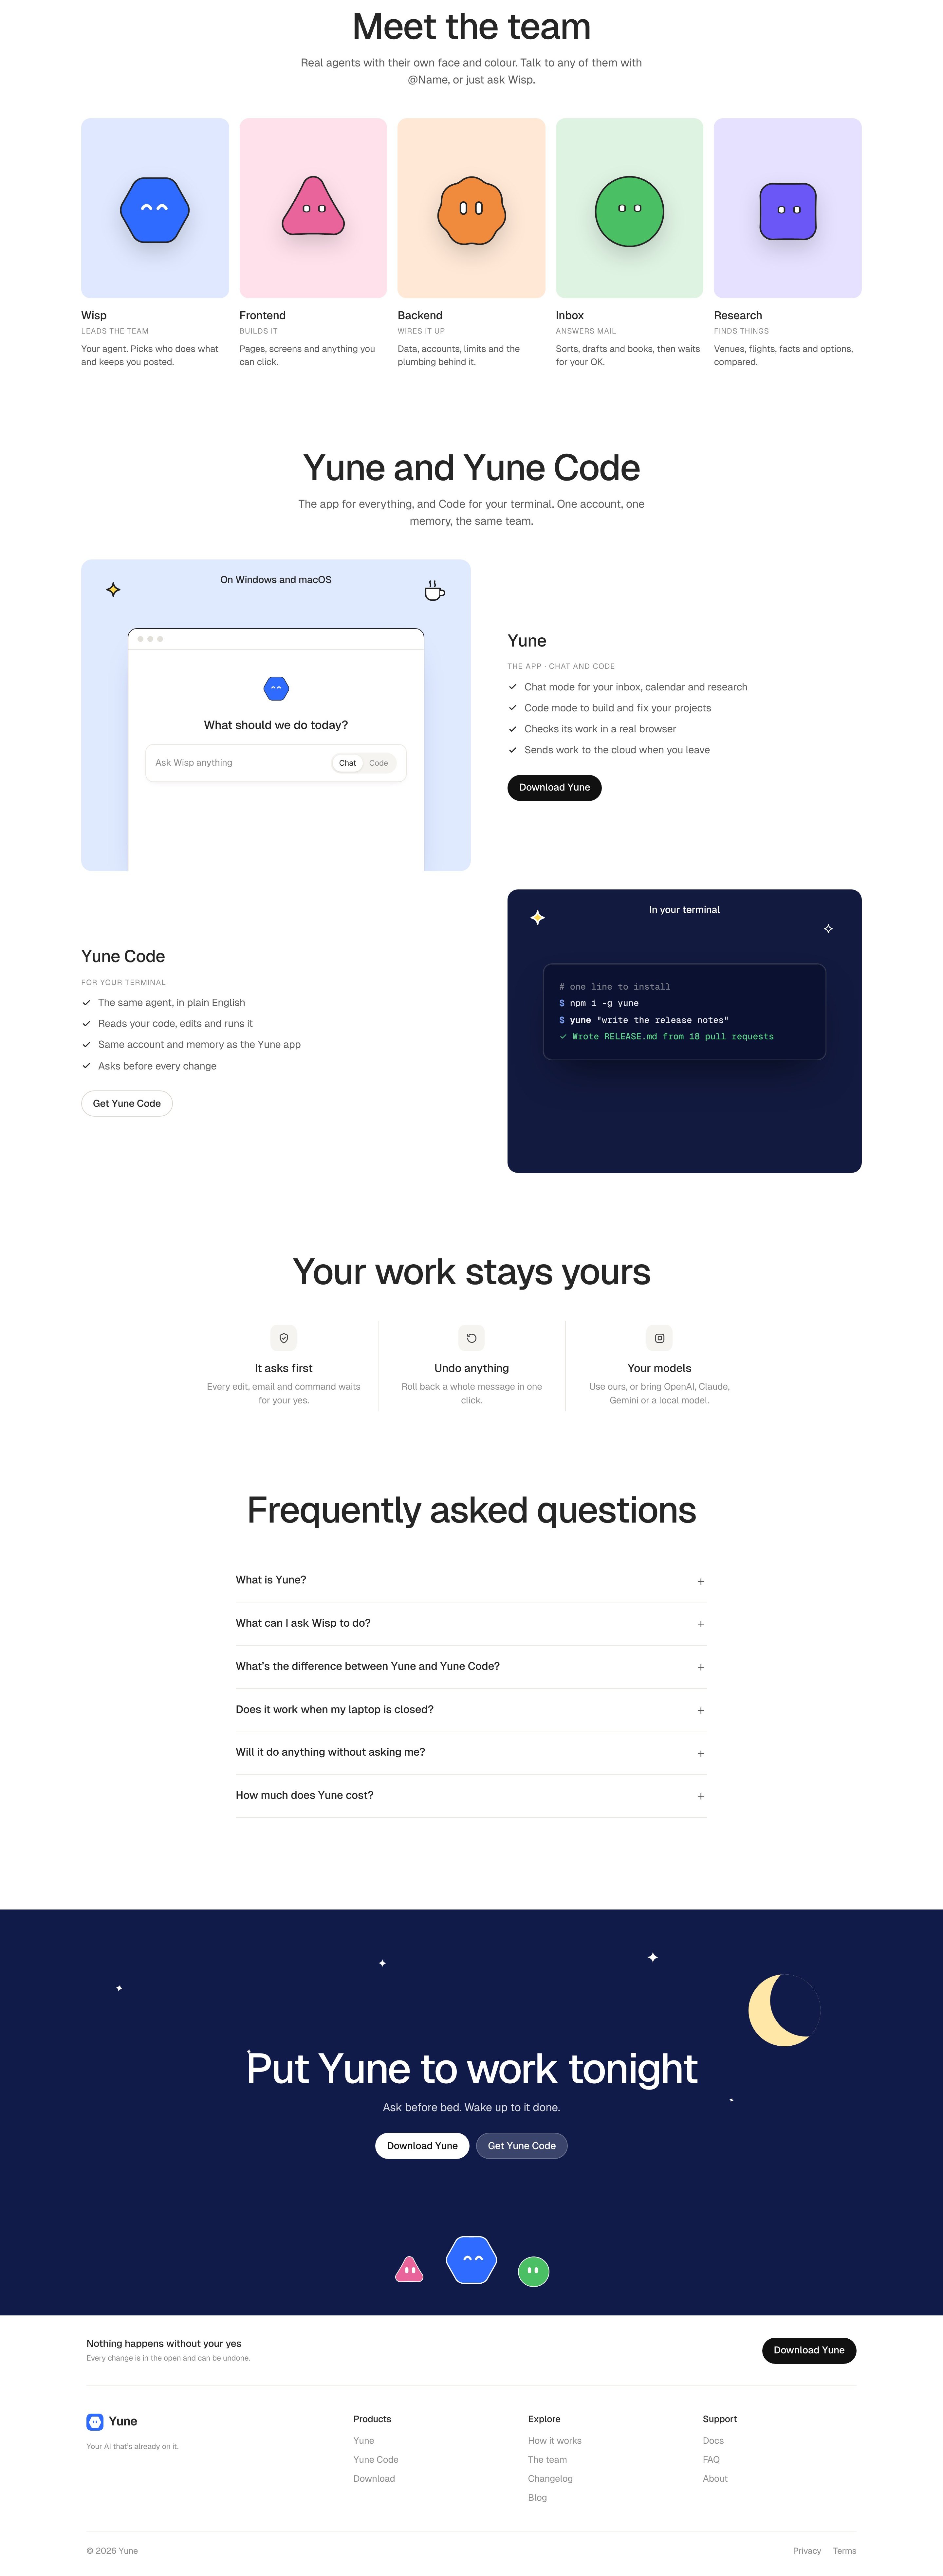 Meet the team
Real agents with their own face and colour. Talk to any of them with
@Name, or just ask Wisp.
Wisp
LEADS THE TEAM
Your agent. Picks who does what
and keeps you posted.
Frontend
BUILDS IT
Pages, screens and anything you
can click.
Backend
WIRES IT UP
Data, accounts, limits and the
plumbing behind it.
Inbox
ANSWERS MAIL
Sorts, drafts and books, then waits
for your OK.
Research
FINDS THINGS
Venues, flights, facts and options,
compared.
Yune and Yune Code
The app for everything, and Code for your terminal. One account, one
memory, the same team.
On Windows and macOS
What should we do today?
Ask Wisp anything
Chat Code
Yune
THE APP · CHAT AND CODE
Chat mode for your inbox, calendar and research
Code mode to build and fix your projects
Checks its work in a real browser
Sends work to the cloud when you leave
Download Yune
Yune Code
FOR YOUR TERMINAL
The same agent, in plain English
Reads your code, edits and runs it
Same account and memory as the Yune app
Asks before every change
Get Yune Code
In your terminal
# one line to install
$ npm i -g yune
$ yune "write the release notes"
✓ Wrote RELEASE.md from 18 pull requests
Your work stays yours
It asks first
Every edit, email and command waits
for your yes.
Undo anything
Roll back a whole message in one
click.
Your models
Use ours, or bring OpenAI, Claude,
Gemini or a local model.
Frequently asked questions
What is Yune?
What can I ask Wisp to do?
What's the difference between Yune and Yune Code?
Does it work when my laptop is closed?
Will it do anything without asking me?
How much does Yune cost?
Put Yune to work tonight
Ask before bed. Wake up to it done.
Download Yune
Get Yune Code
Nothing happens without your yes
Every change is in the open and can be undone.
Download Yune
Yune
Your AI that's already on it.
Products
Yune
Yune Code
Download
Explore
How it works
The team
Changelog
Blog
Support
Docs
FAQ
About
© 2026 Yune
Privacy Terms